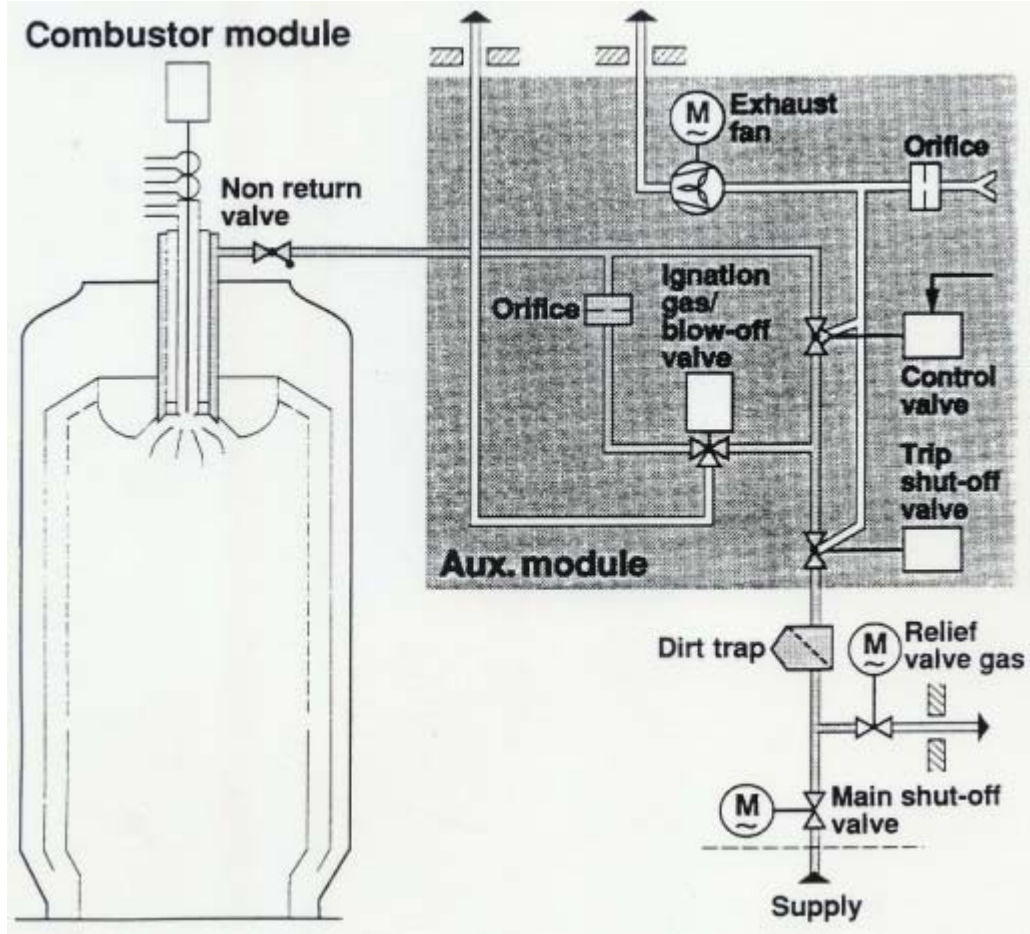 Combustor module
M
~
Exhaust
fan
Orifice
Non return
valve
Orifice
Ignation
gas/
blow-off
valve
Control
valve
Trip
shut-off
valve
Aux. module
Dirt trap
M
~
Relief
valve gas
M
~
Main shut-off
valve
Supply